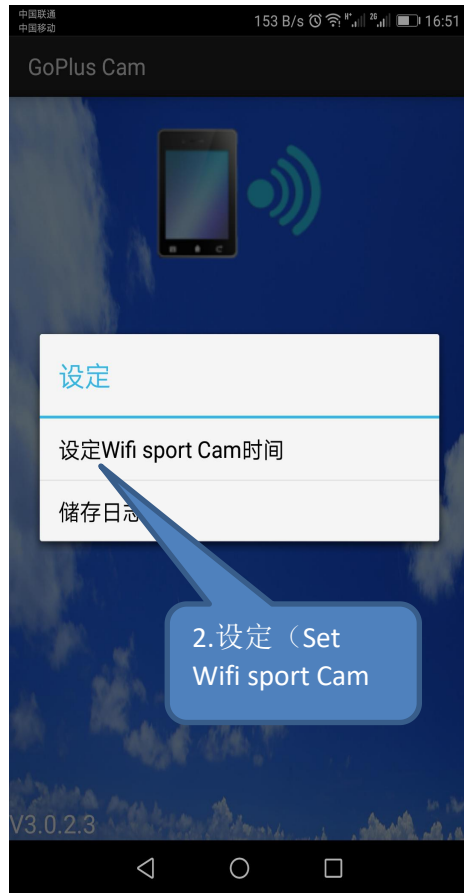 中国联通
中国移动
153 B/s 16:51
GoPlus Cam
设定
设定Wifi sport Cam时间
储存日志
2.设定（Set
Wifi sport Cam
V3.0.2.3